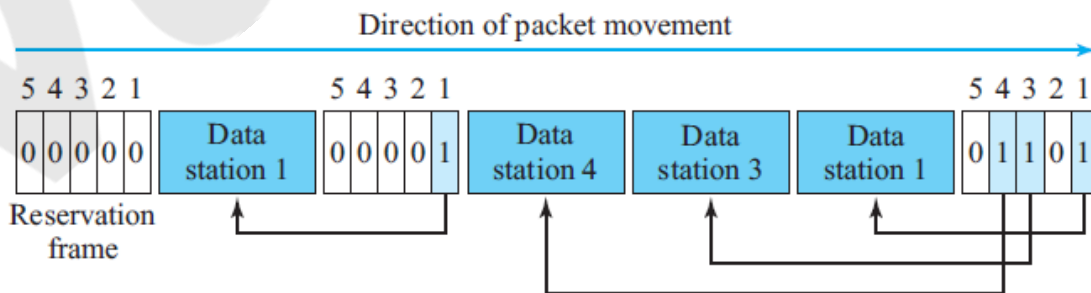 Direction of packet movement
5 4 3 2 1
5 4 3 2 1
5 4 3 2 1
0 0 0 0 0
Data
station 1
0 0 0 0 1
Data
station 4
Data
station 3
Data
station 1
0 1 1 0 1
Reservation
frame